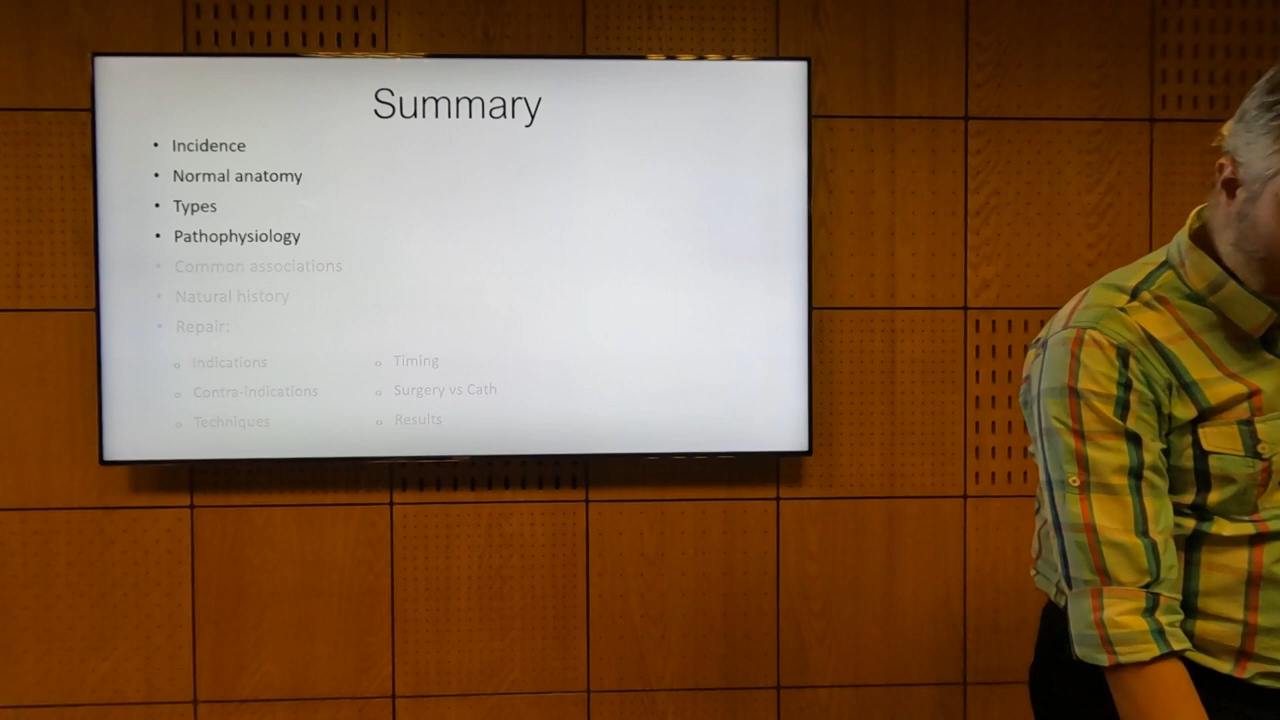 Summary
• Incidence
• Normal anatomy
• Types
• Pathophysiology
• Common associations
• Natural history
• Repair:
o Indications
o Contra-indications
o Techniques
o Timing
o Surgery vs Cath
o Results